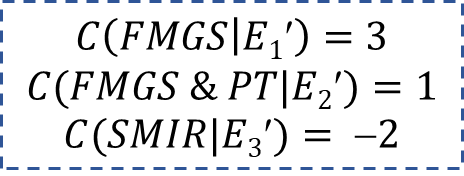 C(FMGS|E₁′) = 3
C(FMGS & PT|E₂′) = 1
C(SMIR|E₃′) = −2